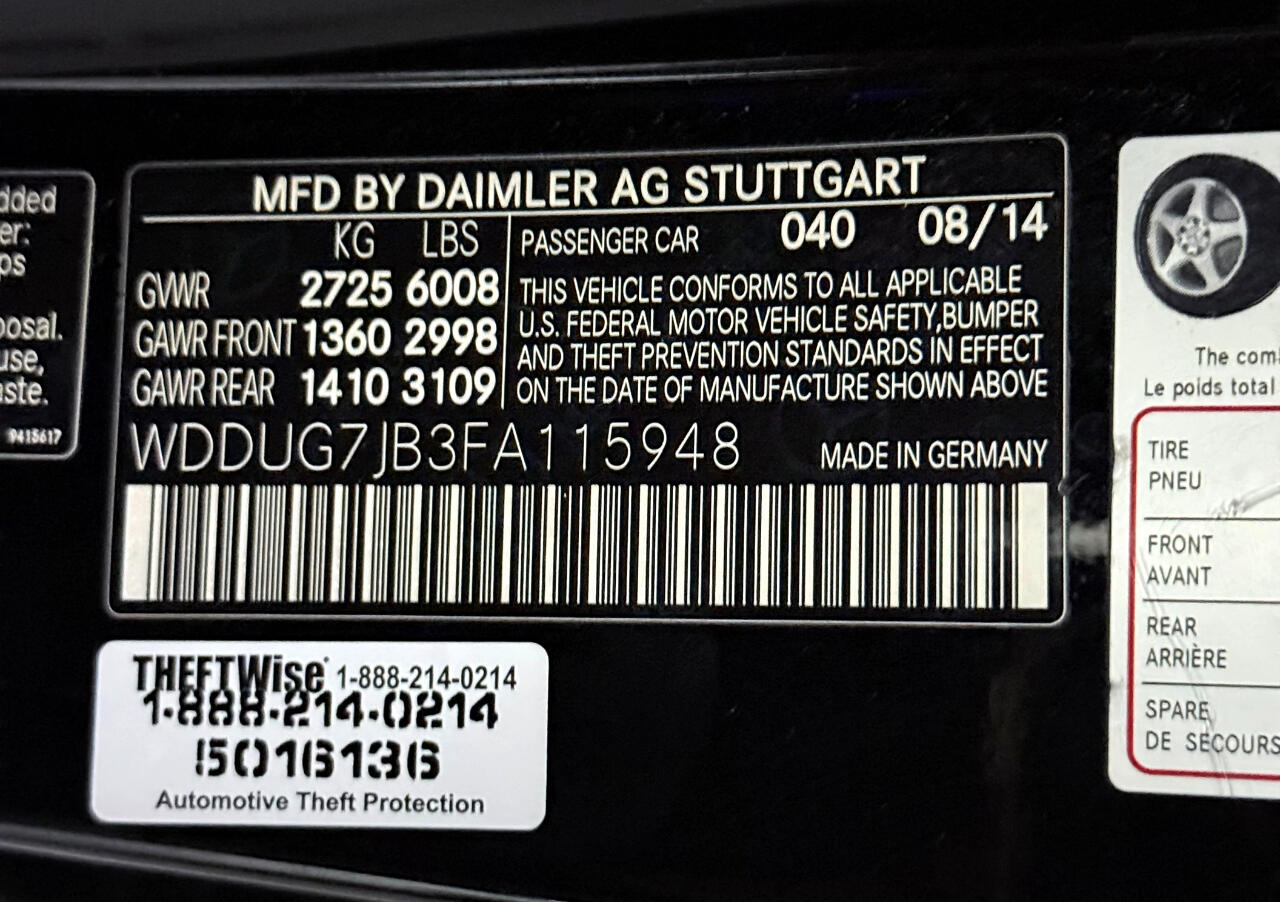 dded
er:
ps
posal.
use,
aste.
9415617
MFD BY DAIMLER AG STUTTGART
KG LBS
GVWR 2725 6008
GAWR FRONT 1360 2998
GAWR REAR 1410 3109
PASSENGER CAR 040 08/14
THIS VEHICLE CONFORMS TO ALL APPLICABLE
U.S. FEDERAL MOTOR VEHICLE SAFETY,BUMPER
AND THEFT PREVENTION STANDARDS IN EFFECT
ON THE DATE OF MANUFACTURE SHOWN ABOVE
WDDUG7JB3FA115948 MADE IN GERMANY
THEFTWise 1-888-214-0214
1-888-214-0214
5016136
Automotive Theft Protection
The com
Le poids total
TIRE
PNEU
FRONT
AVANT
REAR
ARRIÈRE
SPARE
DE SECOURS